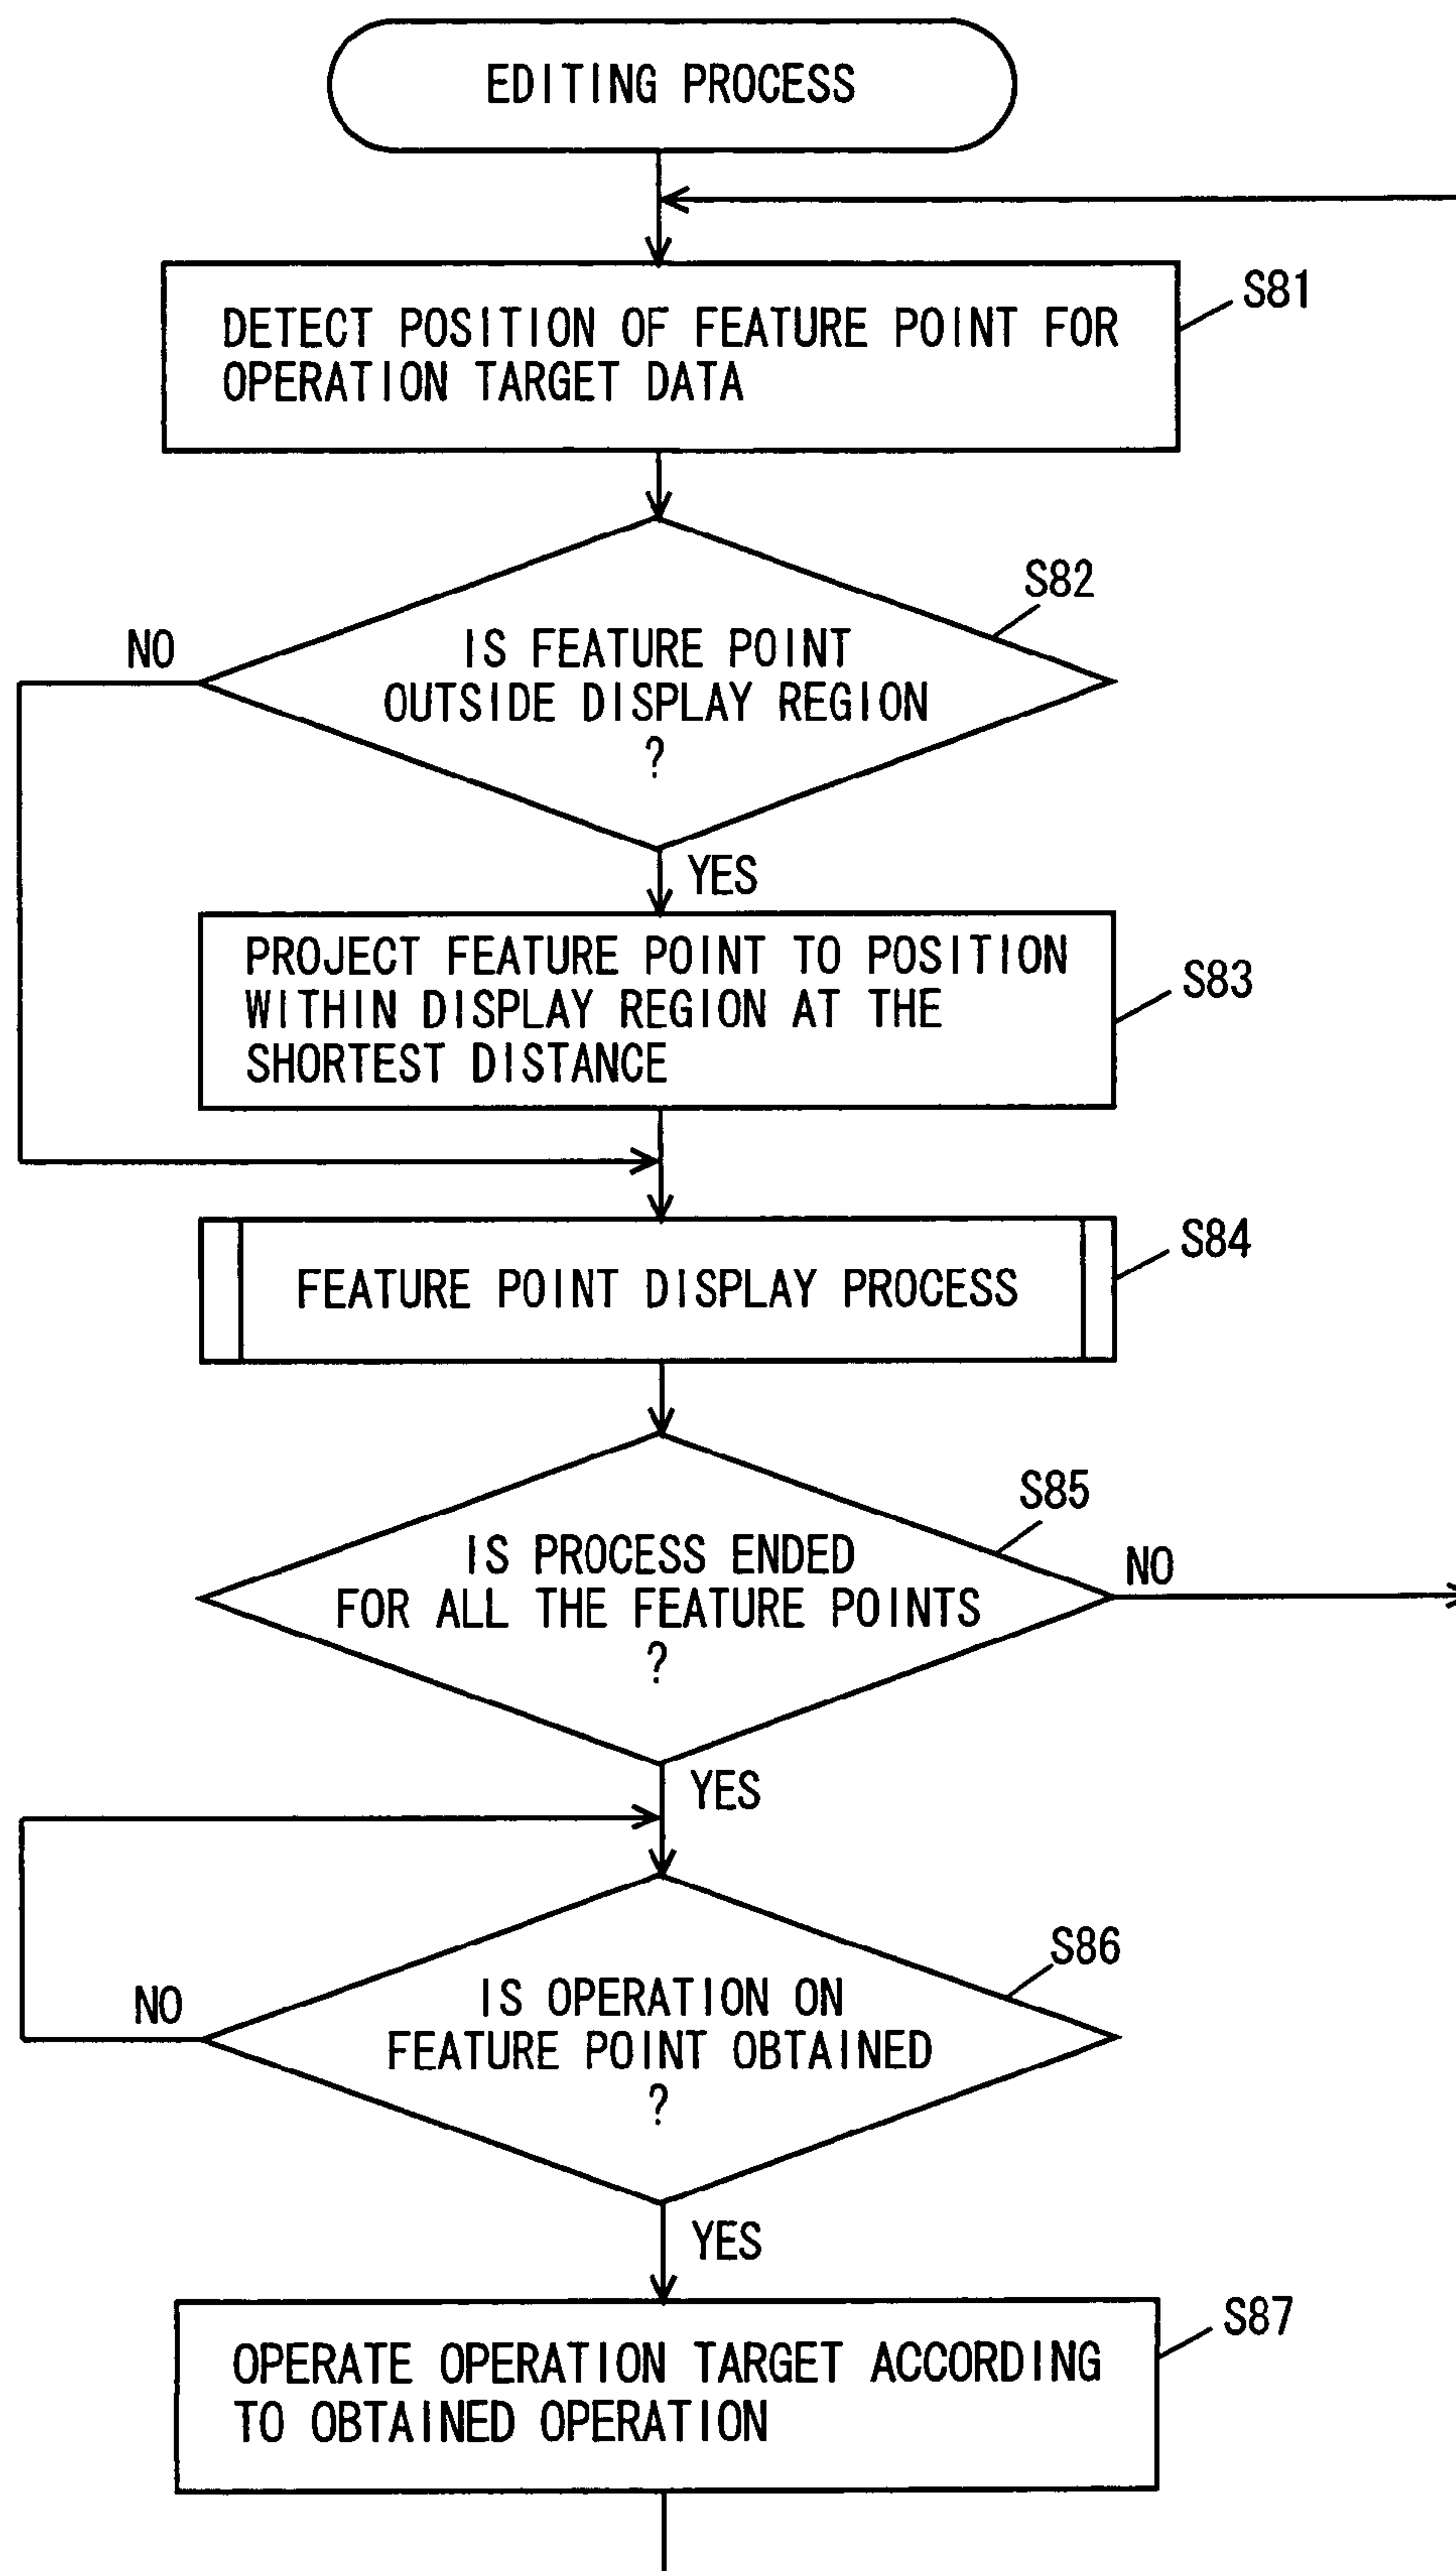 EDITING PROCESS
S81
DETECT POSITION OF FEATURE POINT FOR
OPERATION TARGET DATA
S82
NO
IS FEATURE POINT
OUTSIDE DISPLAY REGION
?
YES
PROJECT FEATURE POINT TO POSITION
WITHIN DISPLAY REGION AT THE
SHORTEST DISTANCE
S83
S84
FEATURE POINT DISPLAY PROCESS
S85
IS PROCESS ENDED
FOR ALL THE FEATURE POINTS
?
NO
YES
S86
NO
IS OPERATION ON
FEATURE POINT OBTAINED
?
YES
S87
OPERATE OPERATION TARGET ACCORDING
TO OBTAINED OPERATION